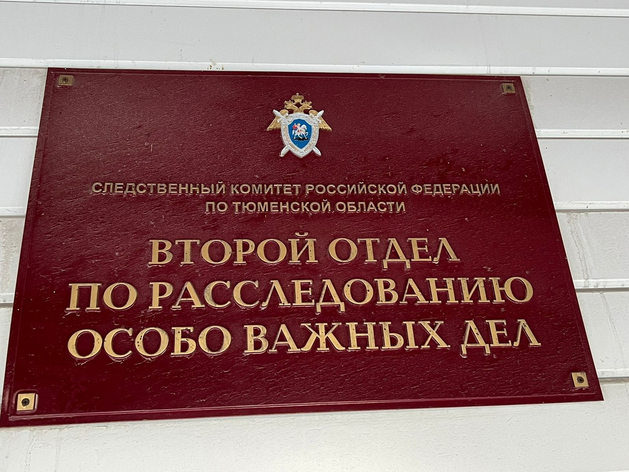 СЛЕДСТВЕННЫЙ КОМИТЕТ РОССИЙСКОЙ ФЕДЕРАЦИИ
ПО ТЮМЕНСКОЙ ОБЛАСТИ
ВТОРОЙ ОТДЕЛ
ПО РАССЛЕДОВАНИЮ
ОСОБО ВАЖНЫХ ДЕЛ